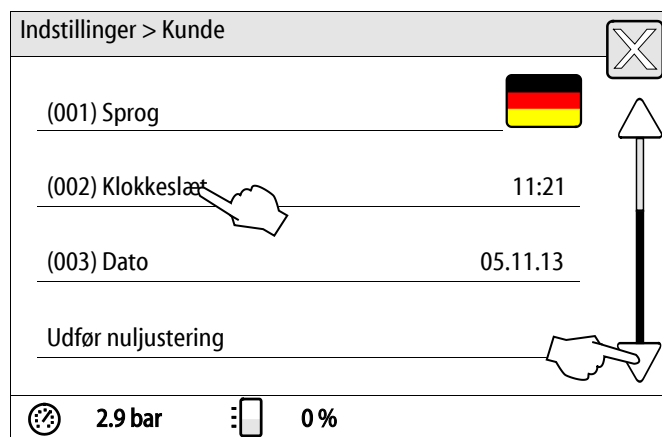 Indstillinger > Kunde
(001) Sprog
(002) Klokkeslæt 11:21
(003) Dato 05.11.13
Udfør nuljustering
2.9 bar 0 %